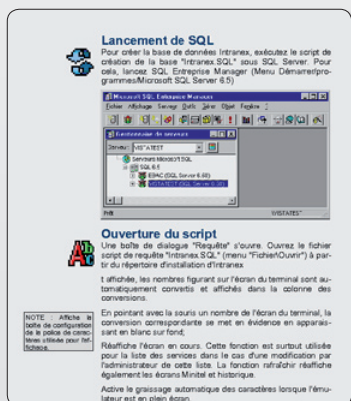 Lancement de SQL
Pour créer la base de données Intranex, exécutez le script de
création de la base "Intranex.SQL" sous SQL Server. Pour
cela, lancez SQL Entreprise Manager (Menu Démarrer/pro-
grammes/Microsoft SQL Server 6.5)
Microsoft SQL Enterprise Manager
Fichier Affichage Serveur Outils Gérer Objet Fenêtre ?
Gestionnaire de serveurs
Serveur: VISTATEST
Serveurs Microsoft SQL
SQL 6.5
EPAC (SQL Server 6.50)
VISTATEST (SQL Server 6.50)
Prêt
VISTATEST
Ouverture du script
Une boîte de dialogue "Requête" s'ouvre. Ouvrez le fichier
script de requête "Intranex.SQL" (menu "Fichier\Ouvrir") à par-
tir du répertoire d'installation d'Intranex
t affichée, les nombres figurant sur l'écran du terminal sont au-
tomatiquement convertis et affichés dans la colonne des
conversions.
NOTE : Affiche la
boîte de configuration
de la police de carac-
tères utilisée pour l'af-
fichage.
En pointant avec la souris un nombre de l'écran du terminal, la
conversion correspondante se met en évidence en apparais-
sant en blanc sur fond;
Réaffiche l'écran en cours. Cette fonction est surtout utilisée
pour la liste des services dans le cas d'une modification par
l'administrateur de cette liste. La fonction rafraîchir réaffiche
également les écrans Minitel et historique.
Active le graissage automatique des caractères lorsque l'ému-
lateur est en plein écran.